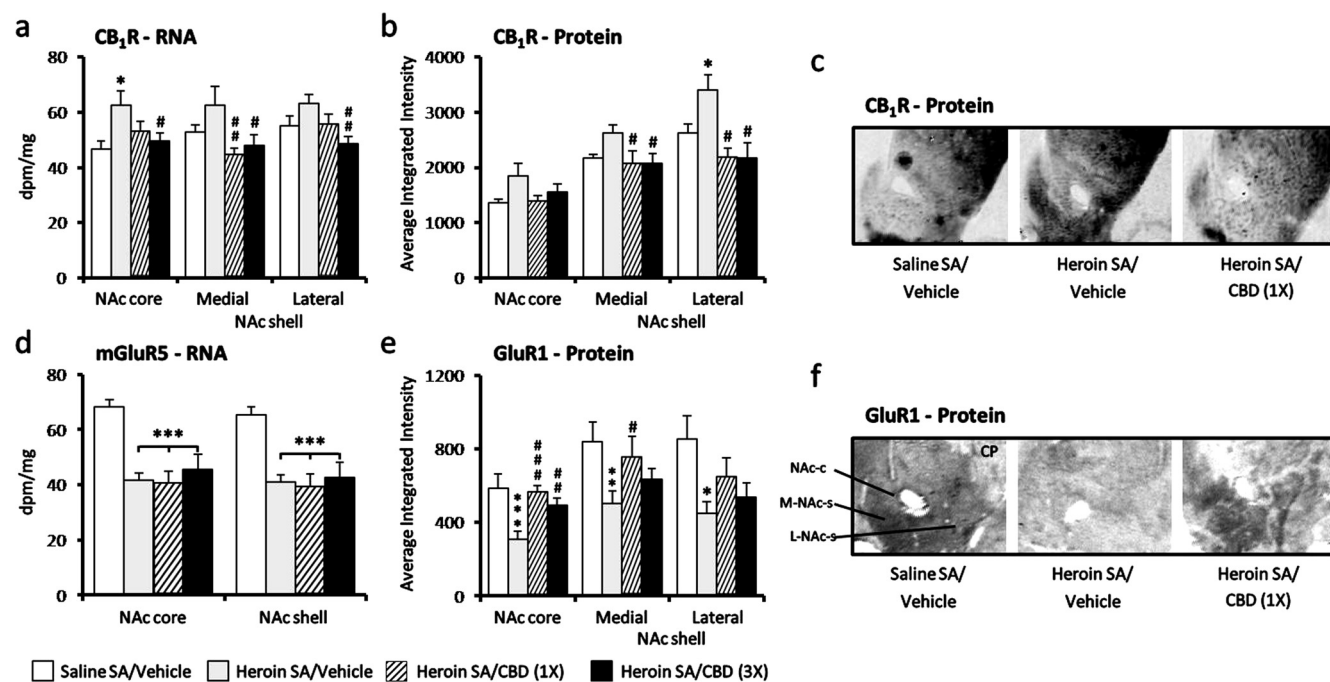 a
CB₁R - RNA
80
60
40
20
0
dpm/mg
*
#
##
#
##
NAc core
Medial
Lateral
NAc shell
b
CB₁R - Protein
4000
3000
2000
1000
0
Average Integrated Intensity
#
#
*
#
#
NAc core
Medial
Lateral
NAc shell
c
CB₁R - Protein
Saline SA/
Vehicle
Heroin SA/
Vehicle
Heroin SA/
CBD (1X)
d
mGluR5 - RNA
80
60
40
20
0
dpm/mg
***
***
NAc core
NAc shell
e
GluR1 - Protein
1200
800
400
0
Average Integrated Intensity
***
###
##
**
#
*
NAc core
Medial
Lateral
NAc shell
f
GluR1 - Protein
CP
NAc-c
M-NAc-s
L-NAc-s
Saline SA/
Vehicle
Heroin SA/
Vehicle
Heroin SA/
CBD (1X)
Saline SA/Vehicle
Heroin SA/Vehicle
Heroin SA/CBD (1X)
Heroin SA/CBD (3X)